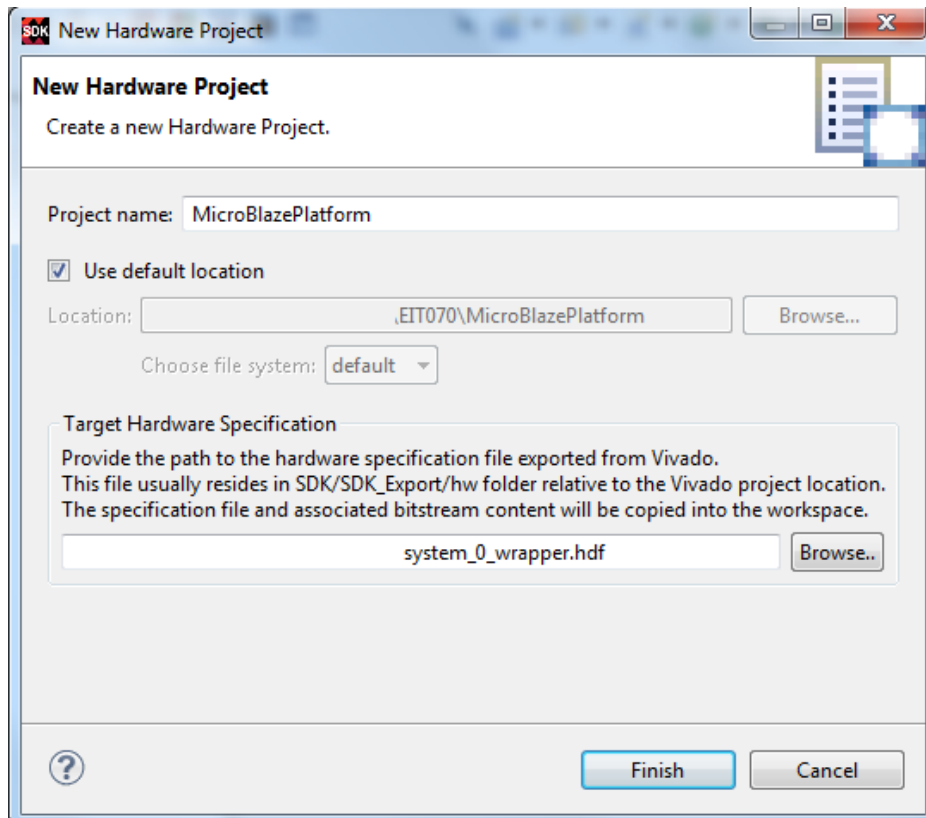 SDK New Hardware Project
New Hardware Project
Create a new Hardware Project.
Project name: MicroBlazePlatform
Use default location
Location: .EIT070\MicroBlazePlatform Browse...
Choose file system: default
Target Hardware Specification
Provide the path to the hardware specification file exported from Vivado.
This file usually resides in SDK/SDK_Export/hw folder relative to the Vivado project location.
The specification file and associated bitstream content will be copied into the workspace.
system_0_wrapper.hdf Browse..
? Finish Cancel